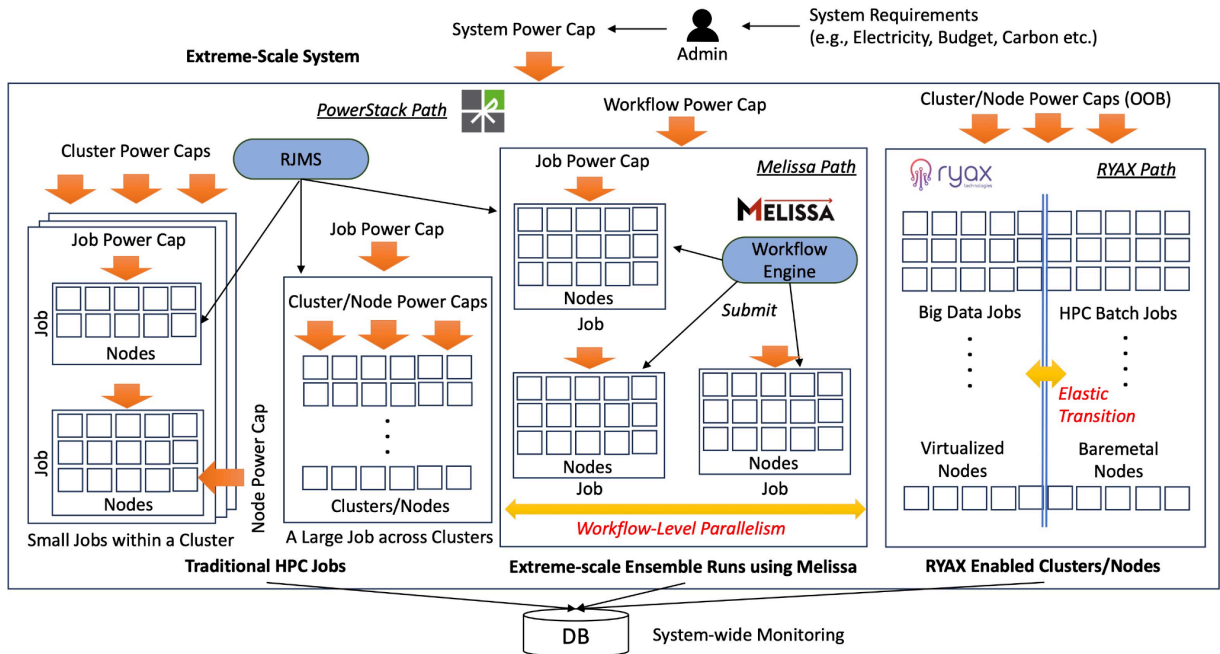 System Requirements
(e.g., Electricity, Budget, Carbon etc.)
System Power Cap
Admin
Extreme-Scale System
PowerStack Path
Workflow Power Cap
Cluster/Node Power Caps (OOB)
Cluster Power Caps
RJMS
Job Power Cap
Job
Nodes
Job
Nodes
Node Power Cap
Small Jobs within a Cluster
Job Power Cap
Cluster/Node Power Caps
Clusters/Nodes
A Large Job across Clusters
Traditional HPC Jobs
Job Power Cap
Melissa Path
MELISSA
Workflow
Engine
Submit
Nodes
Job
Nodes
Job
Nodes
Job
Workflow-Level Parallelism
Extreme-scale Ensemble Runs using Melissa
ryax
technologies
RYAX Path
Big Data Jobs
HPC Batch Jobs
Elastic
Transition
Virtualized
Nodes
Baremetal
Nodes
RYAX Enabled Clusters/Nodes
DB
System-wide Monitoring